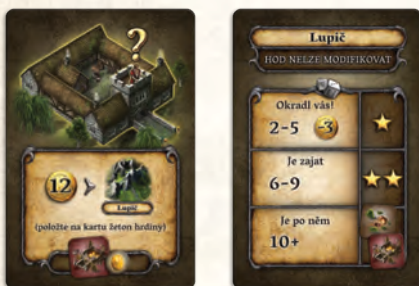 ?
12
Lupič
(položte na kartu žeton hrdiny)
Lupič
HOD NELZE MODIFIKOVAT
Okradl vás!
2-5 -3
Je zajat
6-9
Je po něm
10+